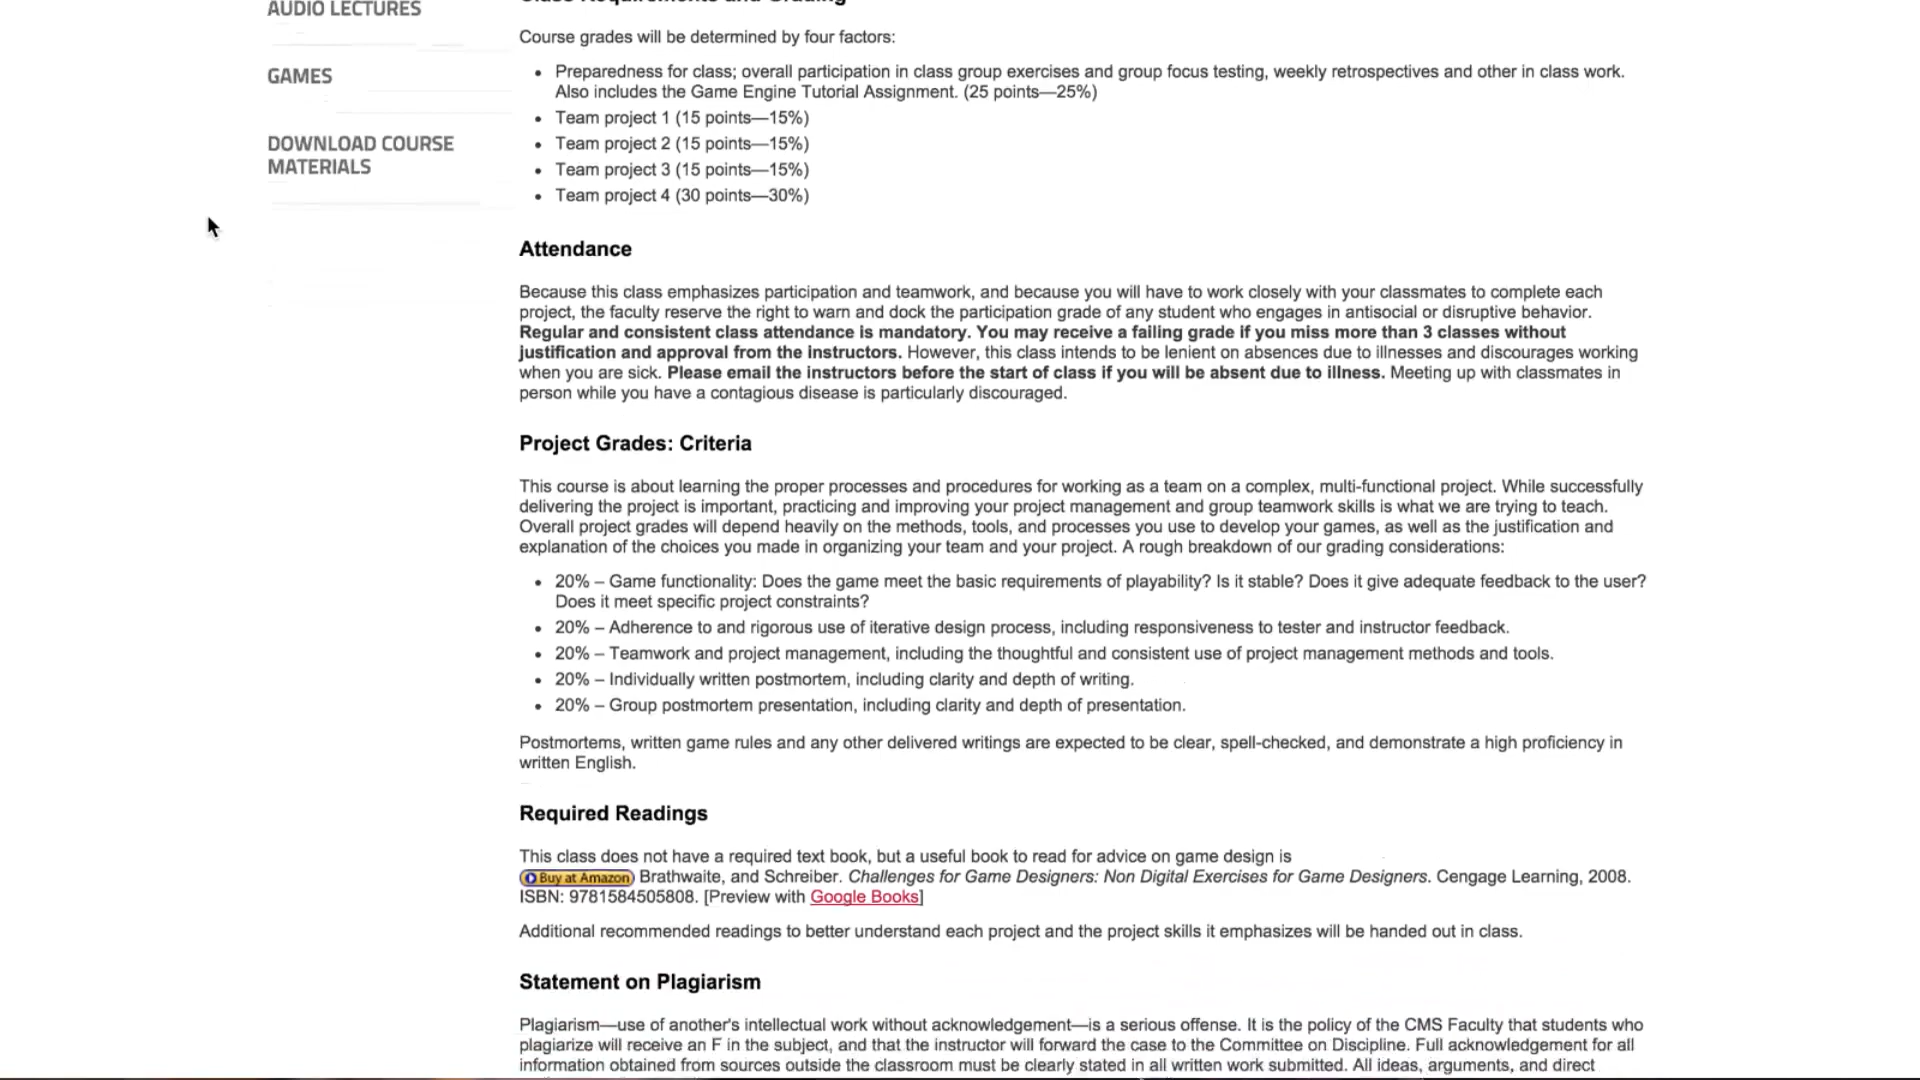 AUDIO LECTURES
GAMES
DOWNLOAD COURSE
MATERIALS
Class Requirements and Grading
Course grades will be determined by four factors:
• Preparedness for class; overall participation in class group exercises and group focus testing, weekly retrospectives and other in class work.
Also includes the Game Engine Tutorial Assignment. (25 points—25%)
• Team project 1 (15 points—15%)
• Team project 2 (15 points—15%)
• Team project 3 (15 points—15%)
• Team project 4 (30 points—30%)
Attendance
Because this class emphasizes participation and teamwork, and because you will have to work closely with your classmates to complete each
project, the faculty reserve the right to warn and dock the participation grade of any student who engages in antisocial or disruptive behavior.
Regular and consistent class attendance is mandatory. You may receive a failing grade if you miss more than 3 classes without
justification and approval from the instructors. However, this class intends to be lenient on absences due to illnesses and discourages working
when you are sick. Please email the instructors before the start of class if you will be absent due to illness. Meeting up with classmates in
person while you have a contagious disease is particularly discouraged.
Project Grades: Criteria
This course is about learning the proper processes and procedures for working as a team on a complex, multi-functional project. While successfully
delivering the project is important, practicing and improving your project management and group teamwork skills is what we are trying to teach.
Overall project grades will depend heavily on the methods, tools, and processes you use to develop your games, as well as the justification and
explanation of the choices you made in organizing your team and your project. A rough breakdown of our grading considerations:
• 20% – Game functionality: Does the game meet the basic requirements of playability? Is it stable? Does it give adequate feedback to the user?
Does it meet specific project constraints?
• 20% – Adherence to and rigorous use of iterative design process, including responsiveness to tester and instructor feedback.
• 20% – Teamwork and project management, including the thoughtful and consistent use of project management methods and tools.
• 20% – Individually written postmortem, including clarity and depth of writing.
• 20% – Group postmortem presentation, including clarity and depth of presentation.
Postmortems, written game rules and any other delivered writings are expected to be clear, spell-checked, and demonstrate a high proficiency in
written English.
Required Readings
This class does not have a required text book, but a useful book to read for advice on game design is
Buy at Amazon Brathwaite, and Schreiber. Challenges for Game Designers: Non Digital Exercises for Game Designers. Cengage Learning, 2008.
ISBN: 9781584505808. [Preview with Google Books]
Additional recommended readings to better understand each project and the project skills it emphasizes will be handed out in class.
Statement on Plagiarism
Plagiarism—use of another's intellectual work without acknowledgement—is a serious offense. It is the policy of the CMS Faculty that students who
plagiarize will receive an F in the subject, and that the instructor will forward the case to the Committee on Discipline. Full acknowledgement for all
information obtained from sources outside the classroom must be clearly stated in all written work submitted. All ideas, arguments, and direct